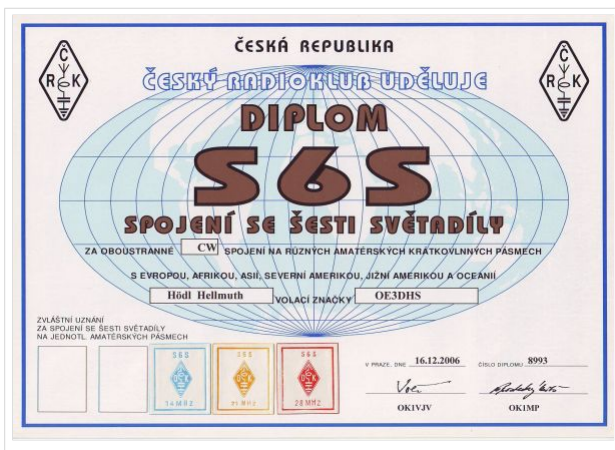 ČESKÁ REPUBLIKA
ČESKÝ RADIOKLUB UDĚLUJE
Č
R K
Č
R K
DIPLOM
S6S
SPOJENÍ SE ŠESTI SVĚTADÍLY
ZA OBOUSTRANNÉ CW SPOJENÍ NA RŮZNÝCH AMATÉRSKÝCH KRÁTKOVLNNÝCH PÁSMECH
S EVROPOU, AFRIKOU, ASIÍ, SEVERNÍ AMERIKOU, JIŽNÍ AMERIKOU A OCEÁNIÍ
Hödl Hellmuth VOLACÍ ZNAČKY OE3DHS
ZVLÁŠTNÍ UZNÁNÍ
ZA SPOJENÍ SE ŠESTI SVĚTADÍLY
NA JEDNOTL. AMATÉRSKÝCH PÁSMECH
S6S S6S S6S
14 MHZ 21 MHZ 28 MHZ
V PRAZE. DNE 16.12.2006 ČÍSLO DIPLOMU 8993
OK1VJV OK1MP